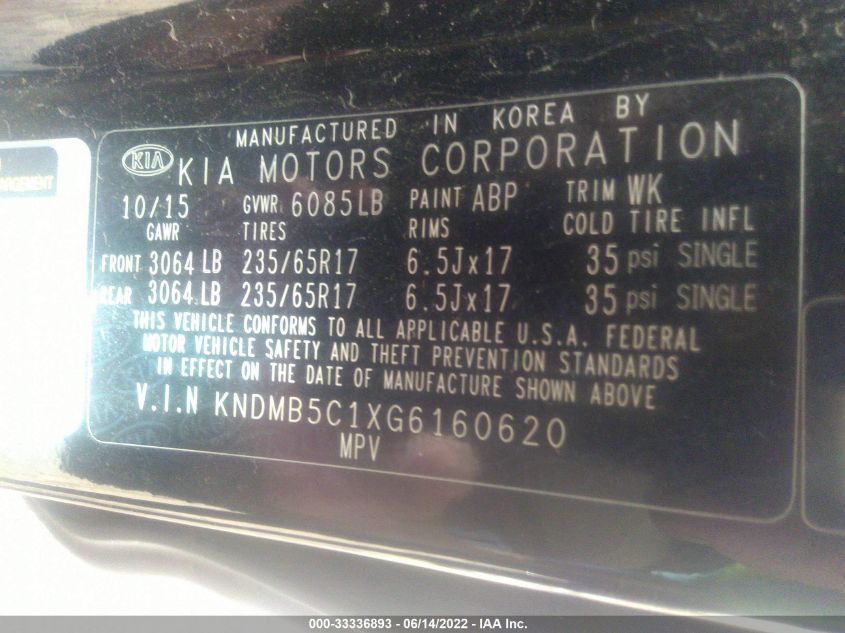 MANUFACTURED IN KOREA BY
KIA KIA MOTORS CORPORATION
10/15 GVWR 6085LB PAINT ABP TRIM WK
GAWR TIRES RIMS COLD TIRE INFL
FRONT 3064 LB 235/65R17 6.5Jx17 35 psi SINGLE
REAR 3064 LB 235/65R17 6.5Jx17 35 psi SINGLE
THIS VEHICLE CONFORMS TO ALL APPLICABLE U.S.A. FEDERAL
MOTOR VEHICLE SAFETY AND THEFT PREVENTION STANDARDS
IN EFFECT ON THE DATE OF MANUFACTURE SHOWN ABOVE
V.I.N KNDMB5C1XG6160620
MPV
000-33336893 - 06/14/2022 - IAA Inc.